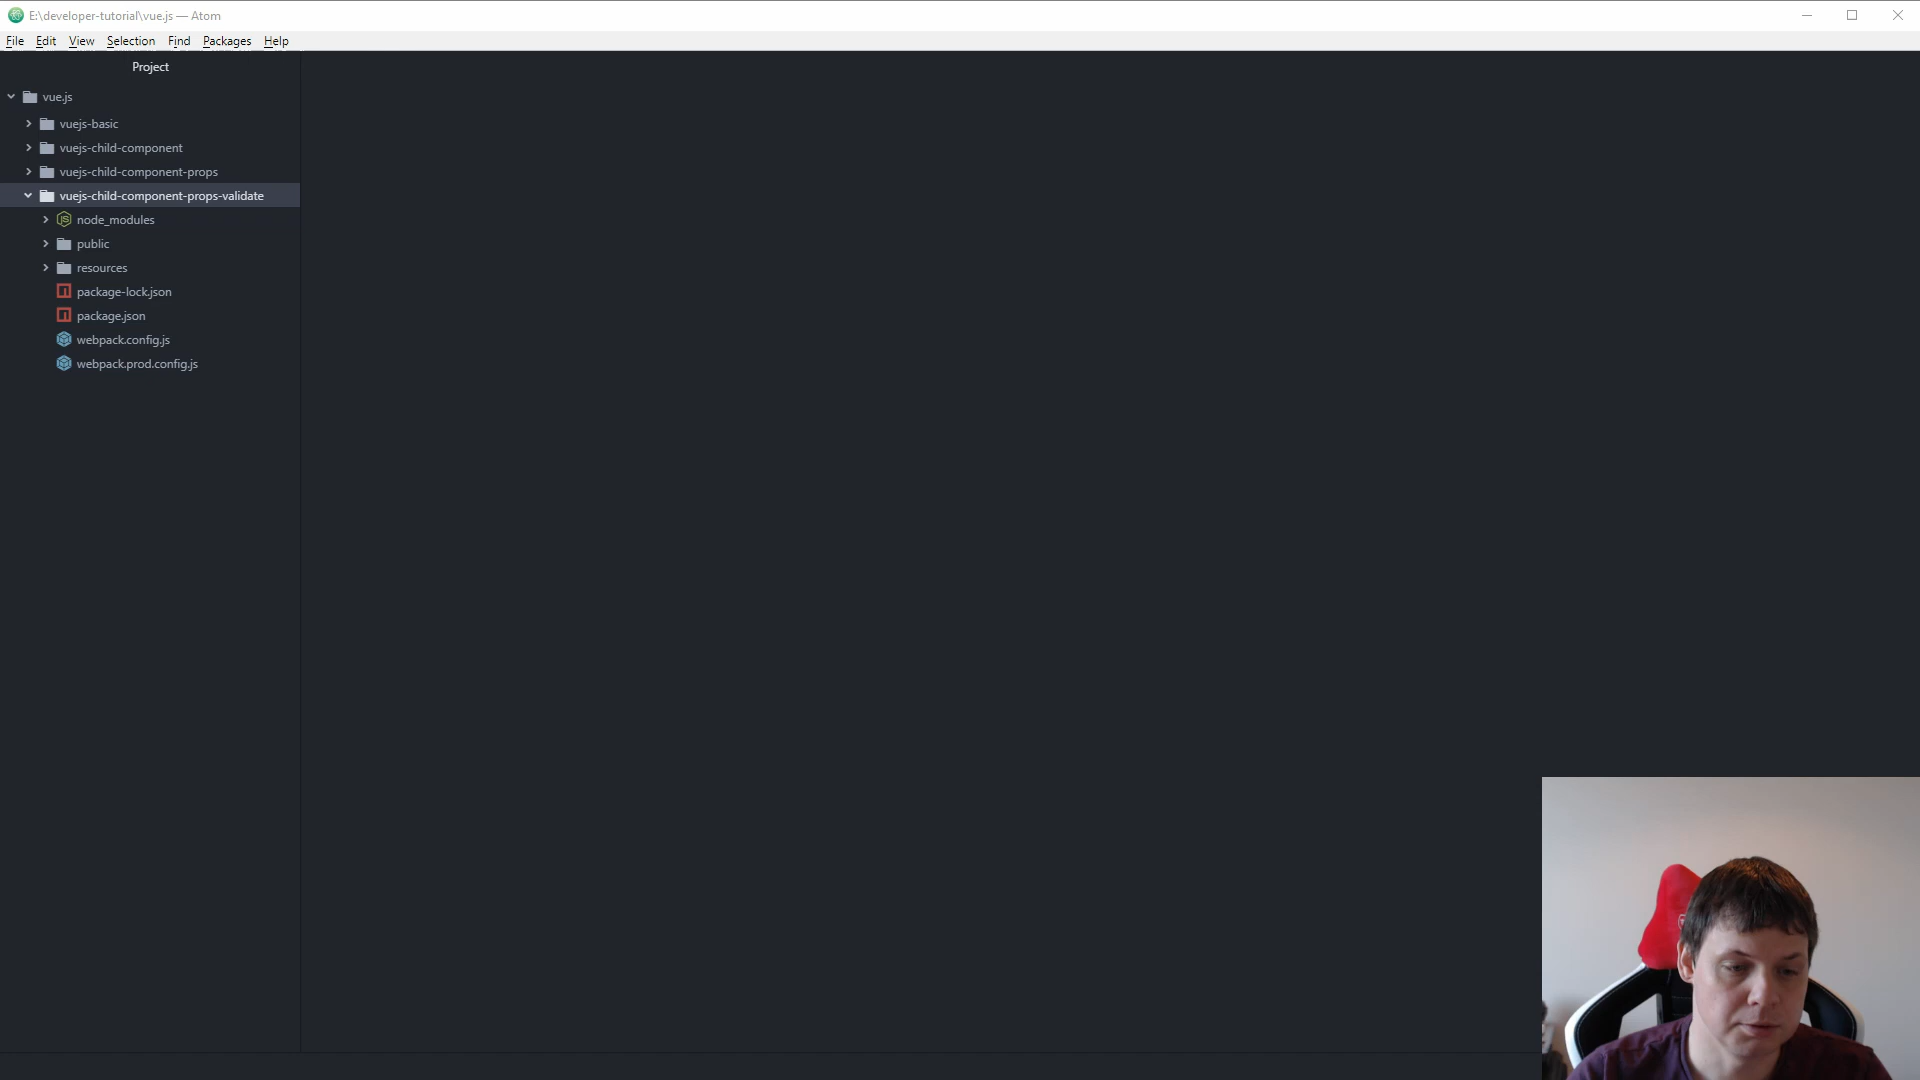 E:\developer-tutorial\vue.js — Atom
File Edit View Selection Find Packages Help
Project
vue.js
vuejs-basic
vuejs-child-component
vuejs-child-component-props
vuejs-child-component-props-validate
node_modules
public
resources
package-lock.json
package.json
webpack.config.js
webpack.prod.config.js